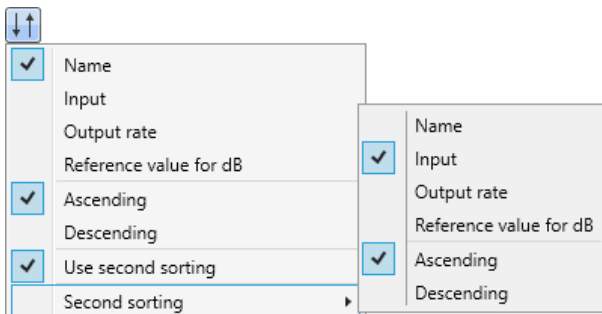 Name
Input
Output rate
Reference value for dB
Ascending
Descending
Use second sorting
Second sorting
Name
Input
Output rate
Reference value for dB
Ascending
Descending